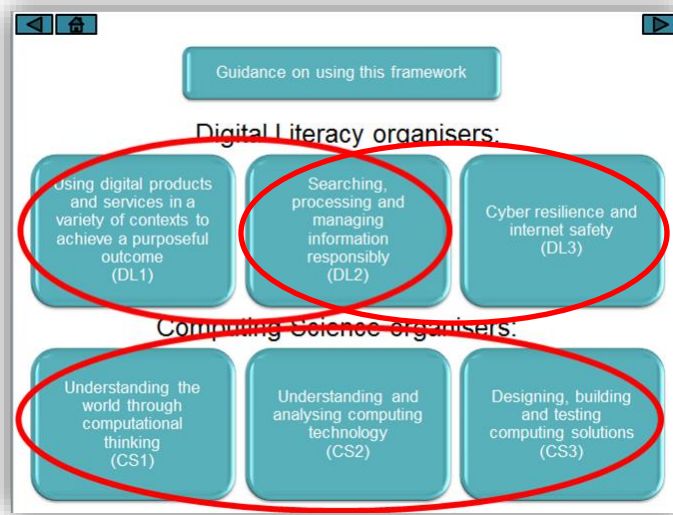 Guidance on using this framework
Digital Literacy organisers:
Using digital products
and services in a
variety of contexts to
achieve a purposeful
outcome
(DL1)
Searching,
processing and
managing
information
responsibly
(DL2)
Cyber resilience and
internet safety
(DL3)
Computing Science organisers:
Understanding the
world through
computational
thinking
(CS1)
Understanding and
analysing computing
technology
(CS2)
Designing, building
and testing
computing solutions
(CS3)